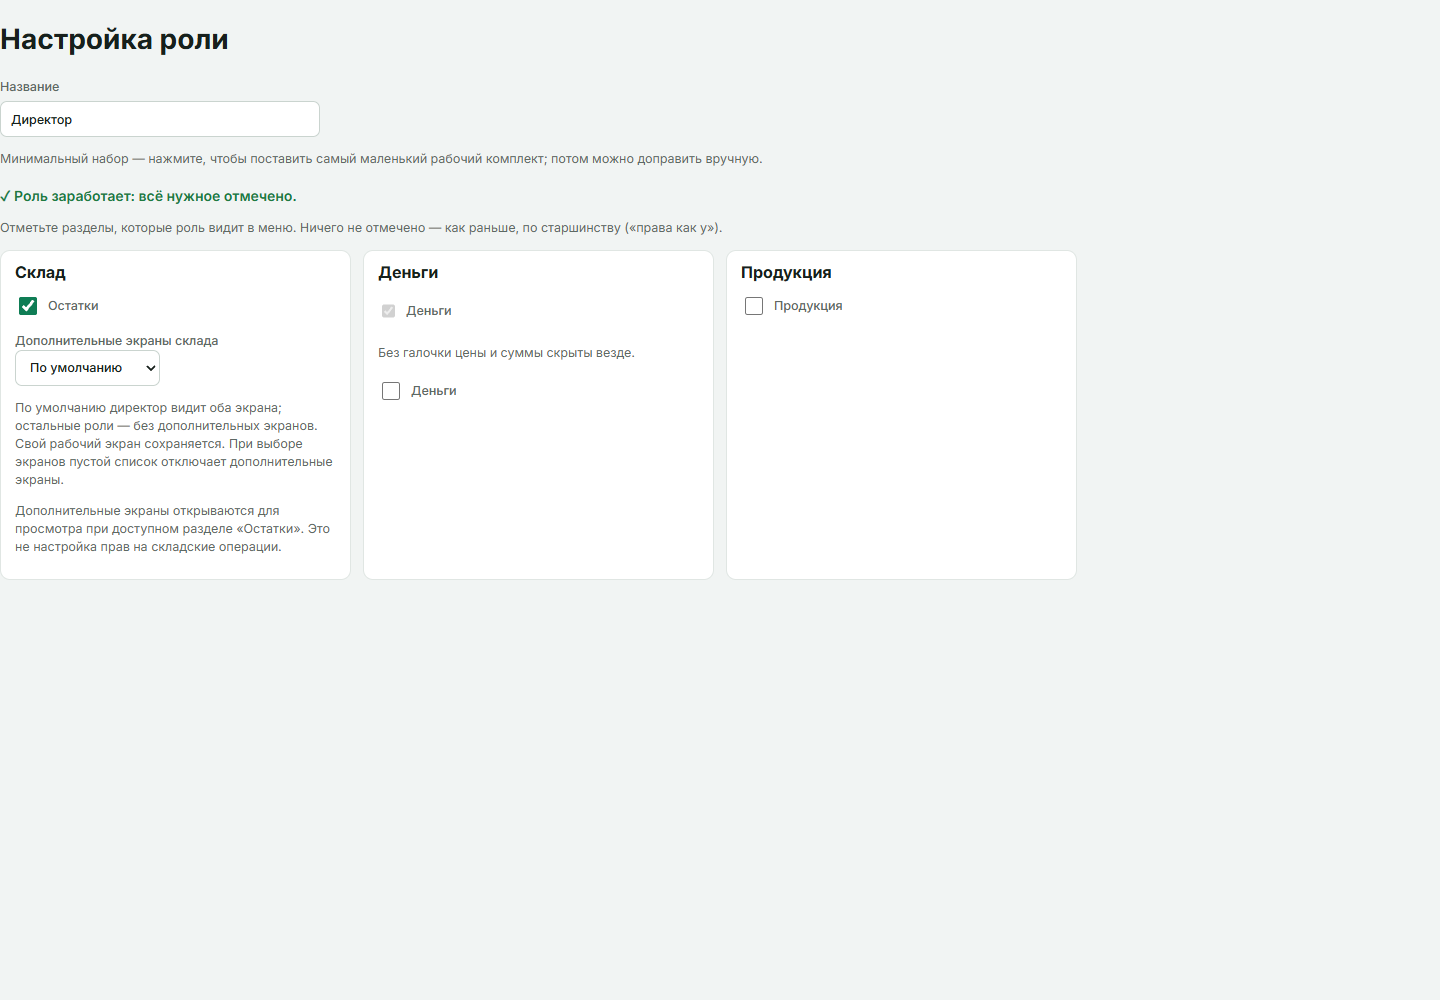 Настройка роли
Название
Директор
Минимальный набор — нажмите, чтобы поставить самый маленький рабочий комплект; потом можно доправить вручную.
✓ Роль заработает: всё нужное отмечено.
Отметьте разделы, которые роль видит в меню. Ничего не отмечено — как раньше, по старшинству («права как у»).
Склад
Остатки
Дополнительные экраны склада
По умолчанию
По умолчанию директор видит оба экрана;
остальные роли — без дополнительных экранов.
Свой рабочий экран сохраняется. При выборе
экранов пустой список отключает дополнительные
экраны.
Дополнительные экраны открываются для
просмотра при доступном разделе «Остатки». Это
не настройка прав на складские операции.
Деньги
Деньги
Без галочки цены и суммы скрыты везде.
Деньги
Продукция
Продукция